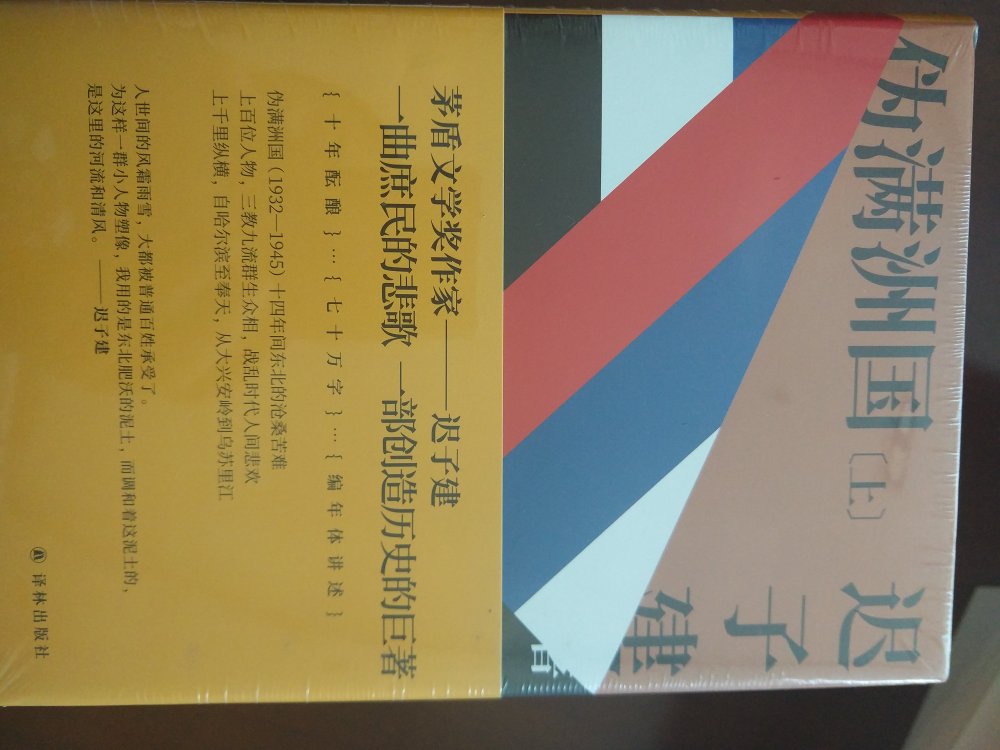 伪满洲国〔上〕
迟子建
著
茅盾文学奖作家———迟子建
一曲庶民的悲歌 一部创造历史的巨著
{十年酝酿}…{七十万字}…{编年体讲述}
伪满洲国（1932—1945）十四年间东北的沧桑苦难
上百位人物，三教九流群生众相，战乱时代人间悲欢
上千里纵横，自哈尔滨至奉天，从大兴安岭到乌苏里江
人世间的风霜雨雪，大都被普通百姓承受了。
为这样一群小人物塑像，我用的是东北肥沃的泥土，而调和着这泥土的，
是这里的河流和清风。 ——迟子建
译林出版社